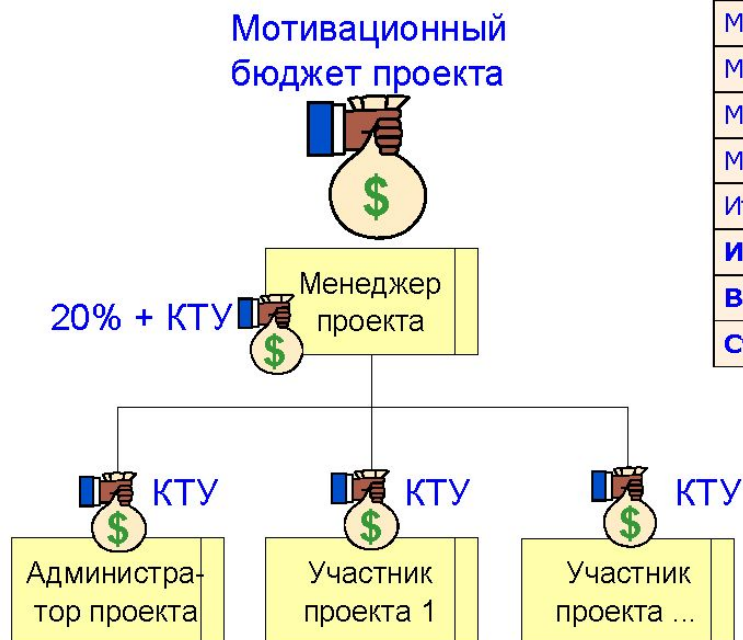 Мотивационный
бюджет проекта
$
Менеджер
проекта
20% + КТУ
$
КТУ
$
КТУ
$
КТУ
$
Администра-
тор проекта
Участник
проекта 1
Участник
проекта ...